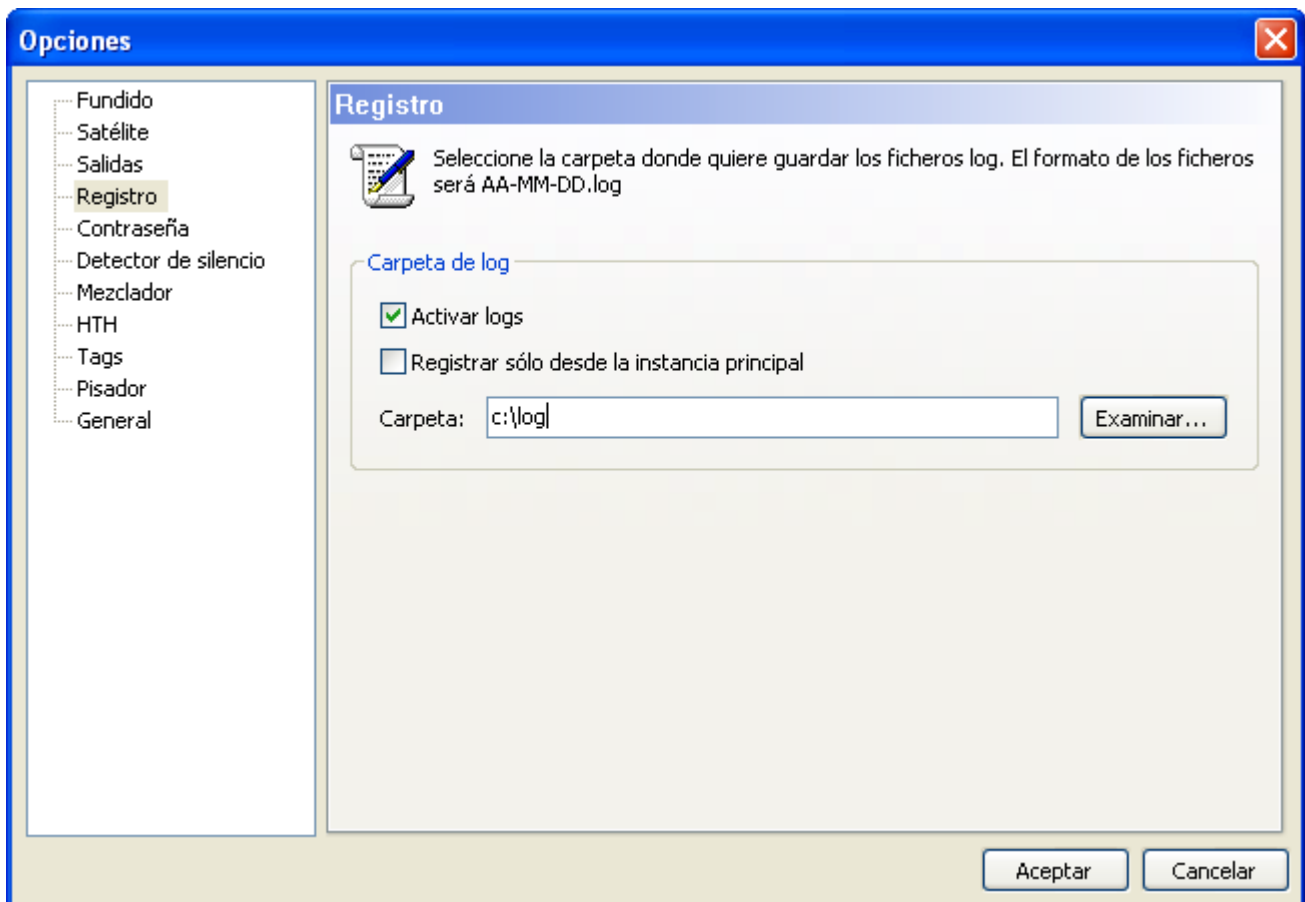 Opciones
Fundido
Satélite
Salidas
Registro
Contraseña
Detector de silencio
Mezclador
HTH
Tags
Pisador
General
Registro
Seleccione la carpeta donde quiere guardar los ficheros log. El formato de los ficheros
será AA-MM-DD.log
Carpeta de log
Activar logs
Registrar sólo desde la instancia principal
Carpeta: c:\log Examinar...
Aceptar Cancelar